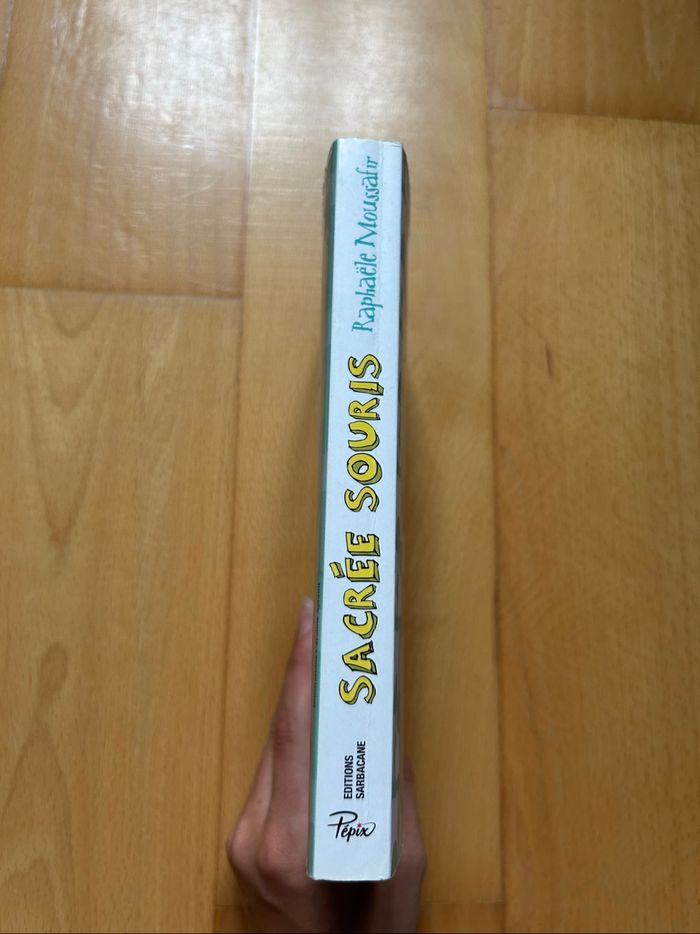 Raphaële Moussafir
SACRÉE SOURIS
EDITIONS
SARBACANE
Pépix